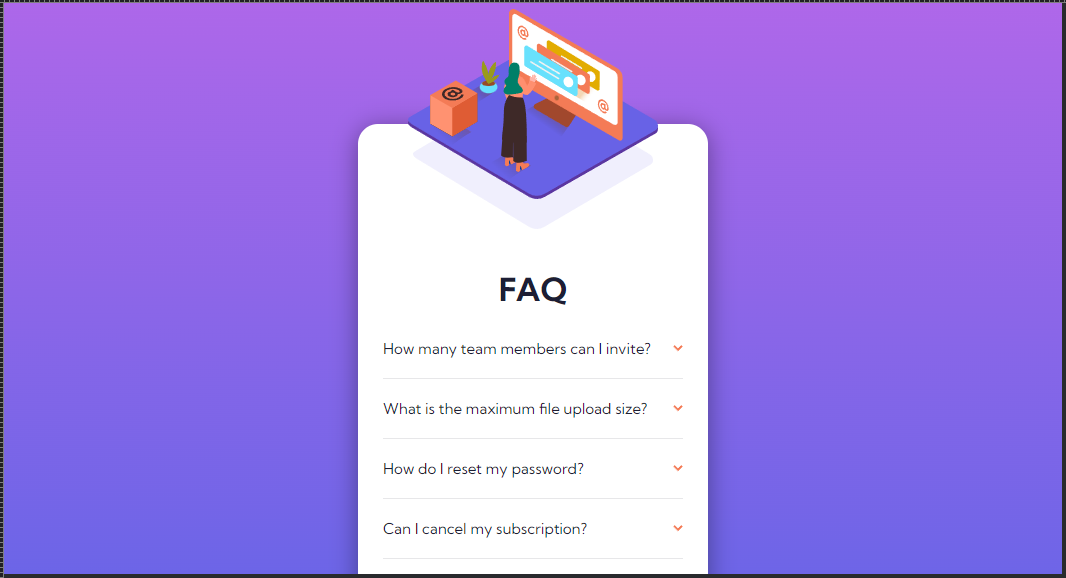 @
@
@
FAQ
How many team members can I invite?
What is the maximum file upload size?
How do I reset my password?
Can I cancel my subscription?